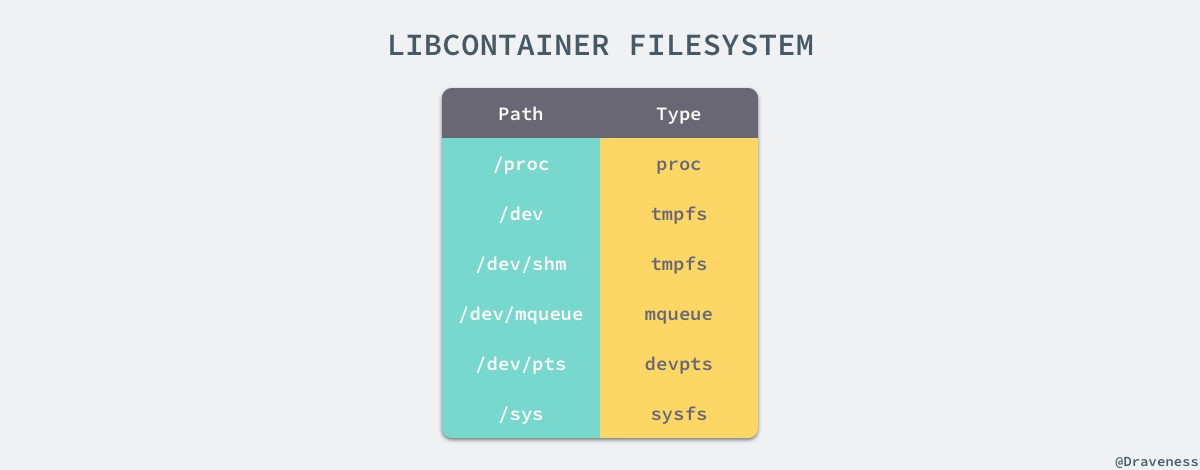 LIBCONTAINER FILESYSTEM
Path Type
/proc proc
/dev tmpfs
/dev/shm tmpfs
/dev/mqueue mqueue
/dev/pts devpts
/sys sysfs
@Draveness